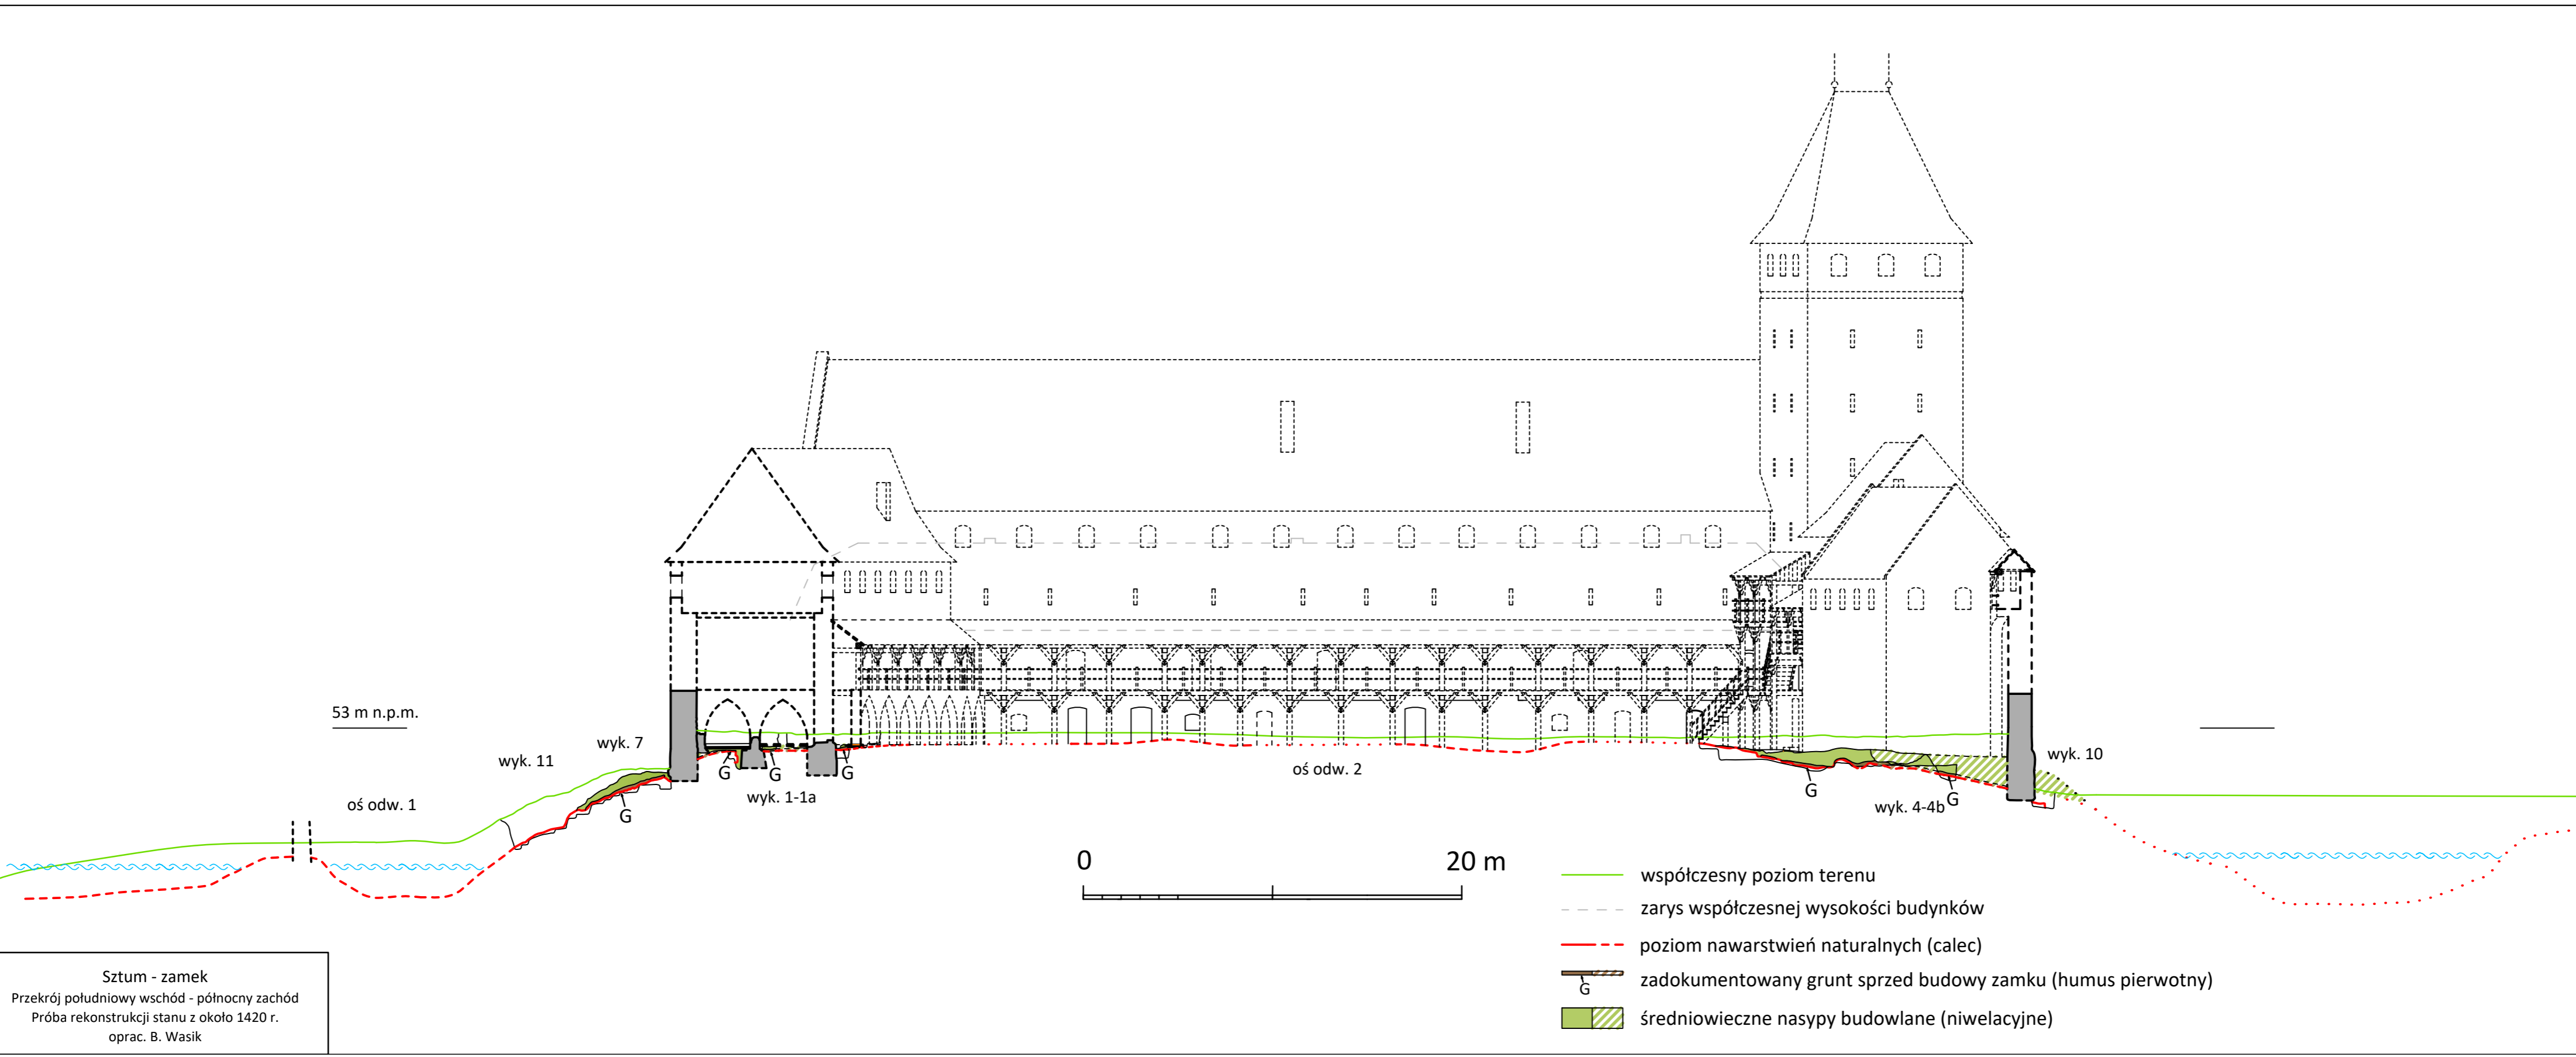 53 m n.p.m.
wyk. 7
wyk. 11
oś odw. 1
G
G
G
G
wyk. 1-1a
oś odw. 2
wyk. 10
G
G
wyk. 4-4b
0
20 m
współczesny poziom terenu
zarys współczesnej wysokości budynków
poziom nawarstwień naturalnych (calec)
G
zadokumentowany grunt sprzed budowy zamku (humus pierwotny)
średniowieczne nasypy budowlane (niwelacyjne)
Sztum - zamek
Przekrój południowy wschód - północny zachód
Próba rekonstrukcji stanu z około 1420 r.
oprac. B. Wasik